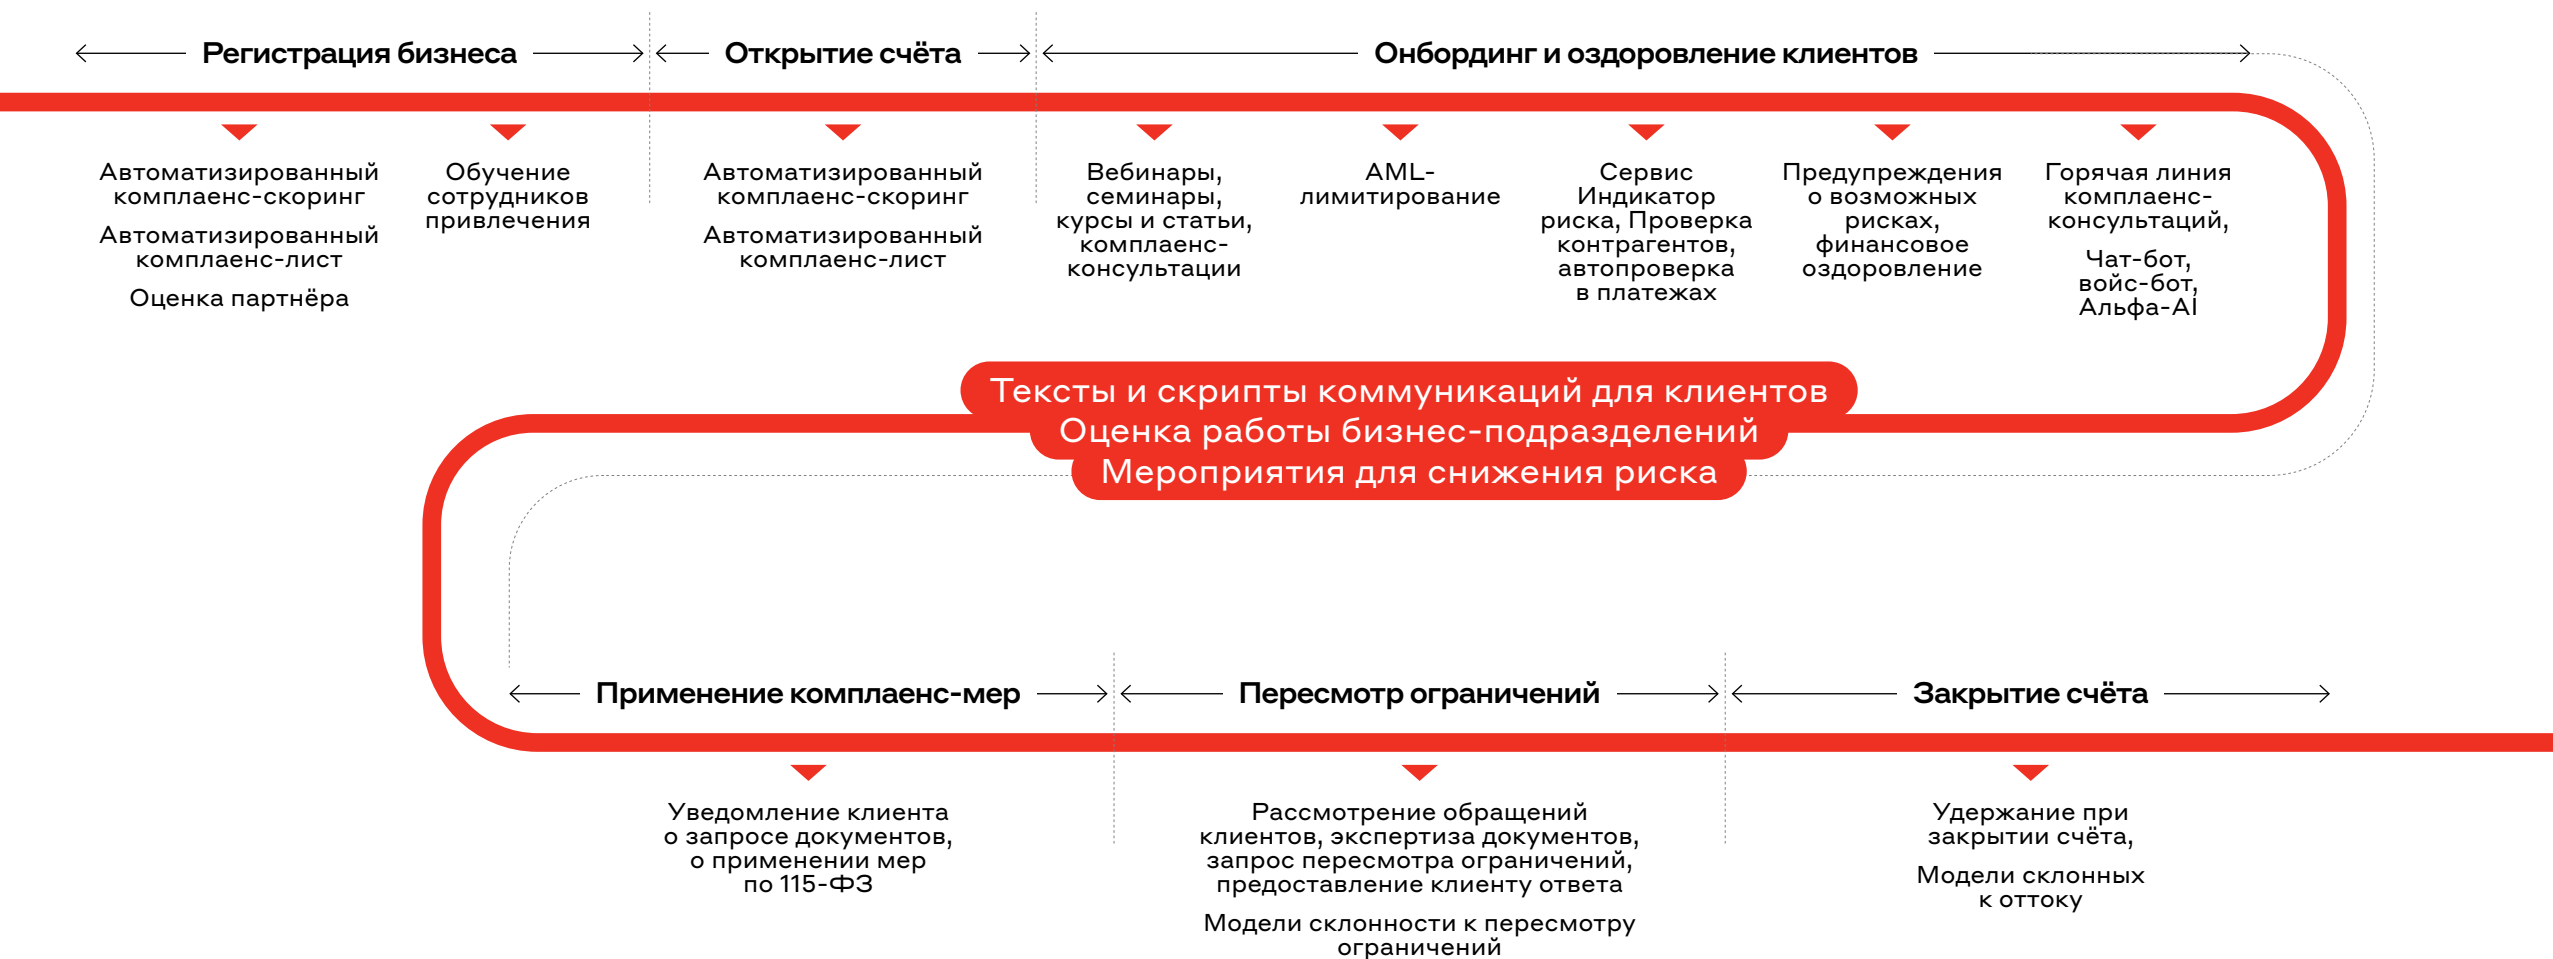 Регистрация бизнеса
Открытие счёта
Онбординг и оздоровление клиентов
Автоматизированный
комплаенс-скоринг
Автоматизированный
комплаенс-лист
Оценка партнёра
Обучение
сотрудников
привлечения
Автоматизированный
комплаенс-скоринг
Автоматизированный
комплаенс-лист
Вебинары,
семинары,
курсы и статьи,
комплаенс-
консультации
AML-
лимитирование
Сервис
Индикатор
риска, Проверка
контрагентов,
автопроверка
в платежах
Предупреждения
о возможных
рисках,
финансовое
оздоровление
Горячая линия
комплаенс-
консультаций,
Чат-бот,
войс-бот,
Альфа-AI
Тексты и скрипты коммуникаций для клиентов
Оценка работы бизнес-подразделений
Мероприятия для снижения риска
Применение комплаенс-мер
Пересмотр ограничений
Закрытие счёта
Уведомление клиента
о запросе документов,
о применении мер
по 115-ФЗ
Рассмотрение обращений
клиентов, экспертиза документов,
запрос пересмотра ограничений,
предоставление клиенту ответа
Модели склонности к пересмотру
ограничений
Удержание при
закрытии счёта,
Модели склонных
к оттоку